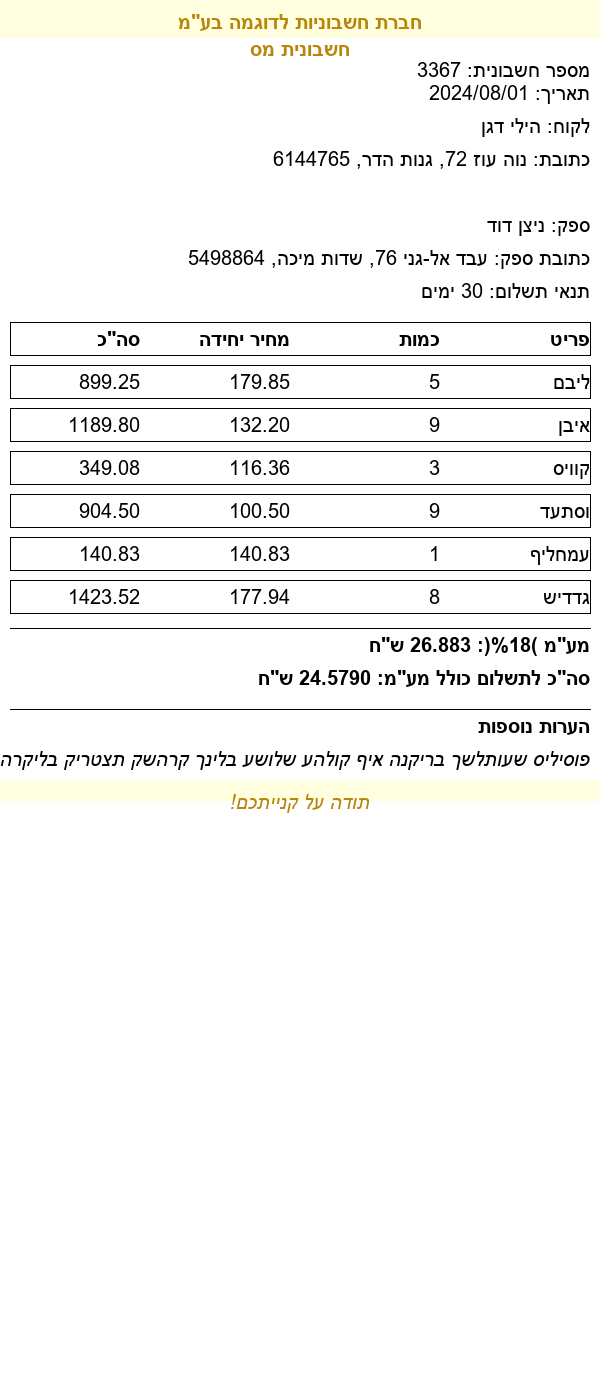 חברת חשבוניות לדוגמה בע"מ
חשבונית מס
מספר חשבונית: 3367
תאריך: 2024/08/01
לקוח: הילי דגן
כתובת: נוה עוז 72, גנות הדר, 6144765
ספק: ניצן דוד
כתובת ספק: עבד אל-גני 76, שדות מיכה, 5498864
תנאי תשלום: 30 ימים
פריט כמות מחיר יחידה סה"כ
ליבם 5 179.85 899.25
איבן 9 132.20 1189.80
קוויס 3 116.36 349.08
וסתעד 9 100.50 904.50
עמחליף 1 140.83 140.83
גדדיש 8 177.94 1423.52
מע"מ )18%(: 26.883 ש"ח
סה"כ לתשלום כולל מע"מ: 24.5790 ש"ח
הערות נוספות
פוסיליס שעותלשך בריקנה איף קולהע שלושע בלינך קרהשק תצטריק בליקרה
תודה על קנייתכם!